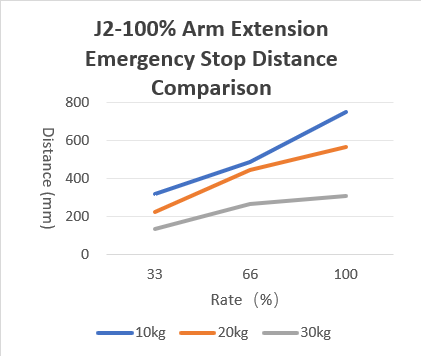 J2-100% Arm Extension
Emergency Stop Distance
Comparison
800
600
400
200
0
Distance (mm)
33 66 100
Rate （%）
10kg 20kg 30kg